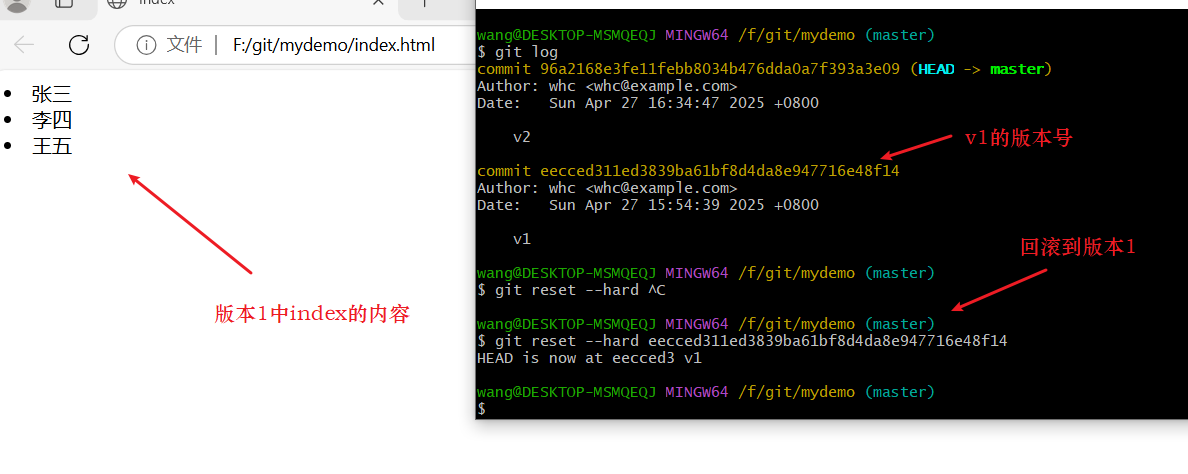 index
文件 | F:/git/mydemo/index.html
• 张三
• 李四
• 王五
版本1中index的内容
wang@DESKTOP-MSMQEQJ MINGW64 /f/git/mydemo (master)
$ git log
commit 96a2168e3fe11febb8034b476dda0a7f393a3e09 (HEAD -> master)
Author: whc <whc@example.com>
Date:   Sun Apr 27 16:34:47 2025 +0800
v2
v1的版本号
commit eecced311ed3839ba61bf8d4da8e947716e48f14
Author: whc <whc@example.com>
Date:   Sun Apr 27 15:54:39 2025 +0800
v1
回滚到版本1
wang@DESKTOP-MSMQEQJ MINGW64 /f/git/mydemo (master)
$ git reset --hard ^C
wang@DESKTOP-MSMQEQJ MINGW64 /f/git/mydemo (master)
$ git reset --hard eecced311ed3839ba61bf8d4da8e947716e48f14
HEAD is now at eecced3 v1
wang@DESKTOP-MSMQEQJ MINGW64 /f/git/mydemo (master)
$